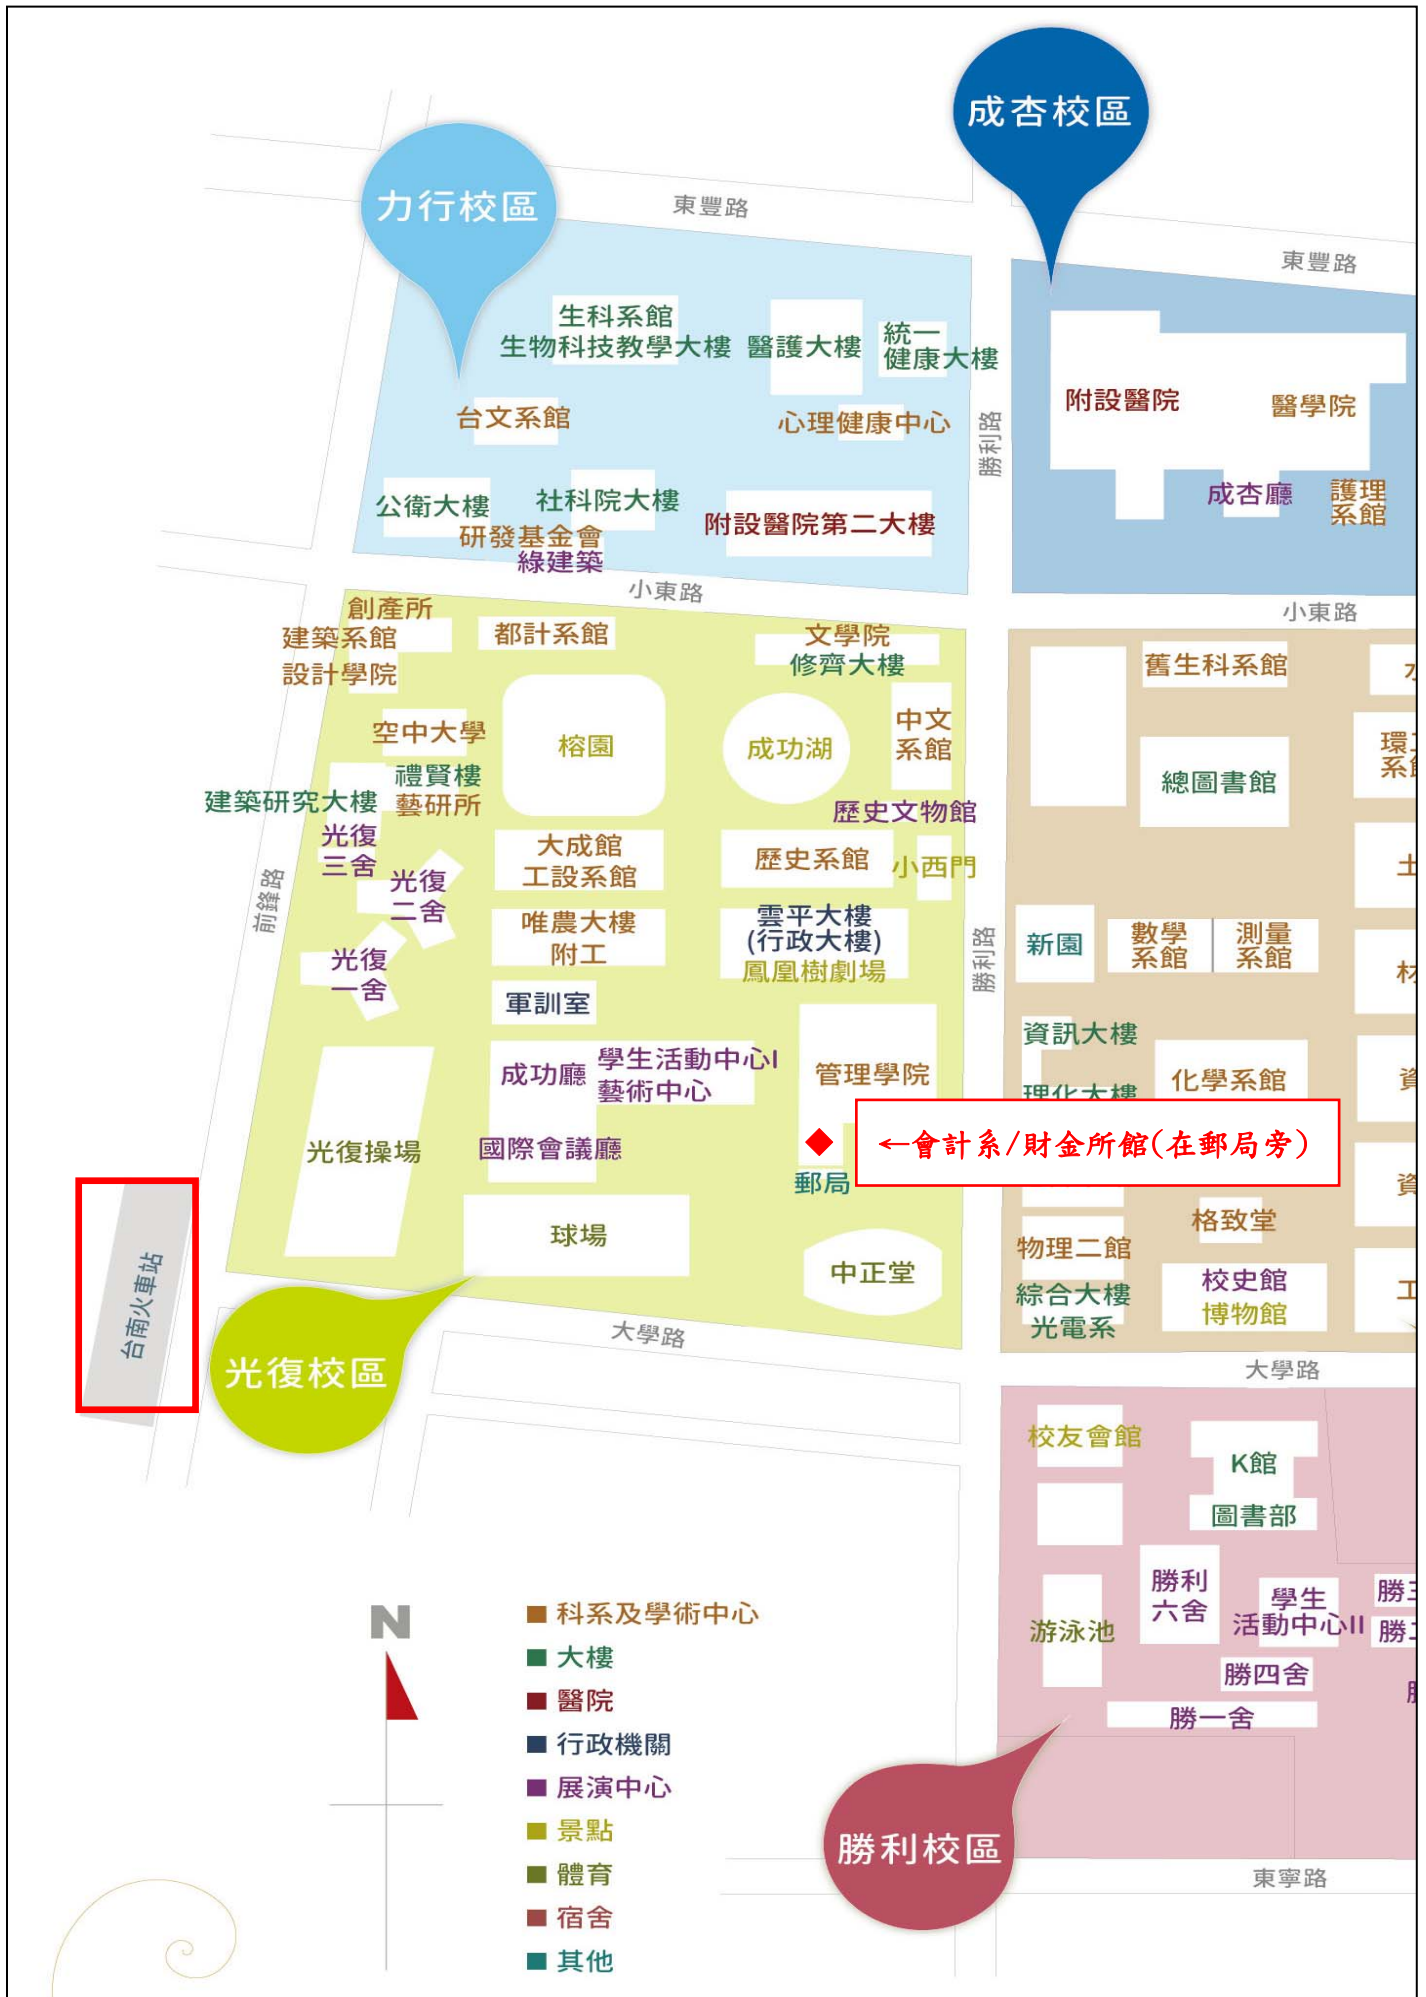 成杏校區
力行校區
東豐路
東豐路
生科系館
生物科技教學大樓
醫護大樓
統一
健康大樓
台文系館
心理健康中心
勝利路
附設醫院
醫學院
公衛大樓
社科院大樓
研發基金會
綠建築
附設醫院第二大樓
成杏廳
護理
系館
小東路
小東路
創產所
建築系館
設計學院
都計系館
文學院
修齊大樓
舊生科系館
空中大學
榕園
成功湖
中文
系館
環
系
禮賢樓
藝研所
建築研究大樓
總圖書館
歷史文物館
光復
三舍
大成館
工設系館
歷史系館
小西門
土
光復
二舍
前鋒路
唯農大樓
附工
雲平大樓
(行政大樓)
鳳凰樹劇場
勝利路
新園
數學
系館
測量
系館
材
光復
一舍
軍訓室
資訊大樓
成功廳
學生活動中心I
藝術中心
管理學院
理化大樓
化學系館
資
光復操場
國際會議廳
←會計系/財金所館(在郵局旁)
郵局
資
球場
中正堂
物理二館
格致堂
綜合大樓
光電系
校史館
博物館
工
台南火車站
光復校區
大學路
大學路
校友會館
K館
圖書部
游泳池
勝利
六舍
學生
活動中心II
勝
勝
勝四舍
勝一舍
勝利校區
東寧路
N
科系及學術中心
大樓
醫院
行政機關
展演中心
景點
體育
宿舍
其他